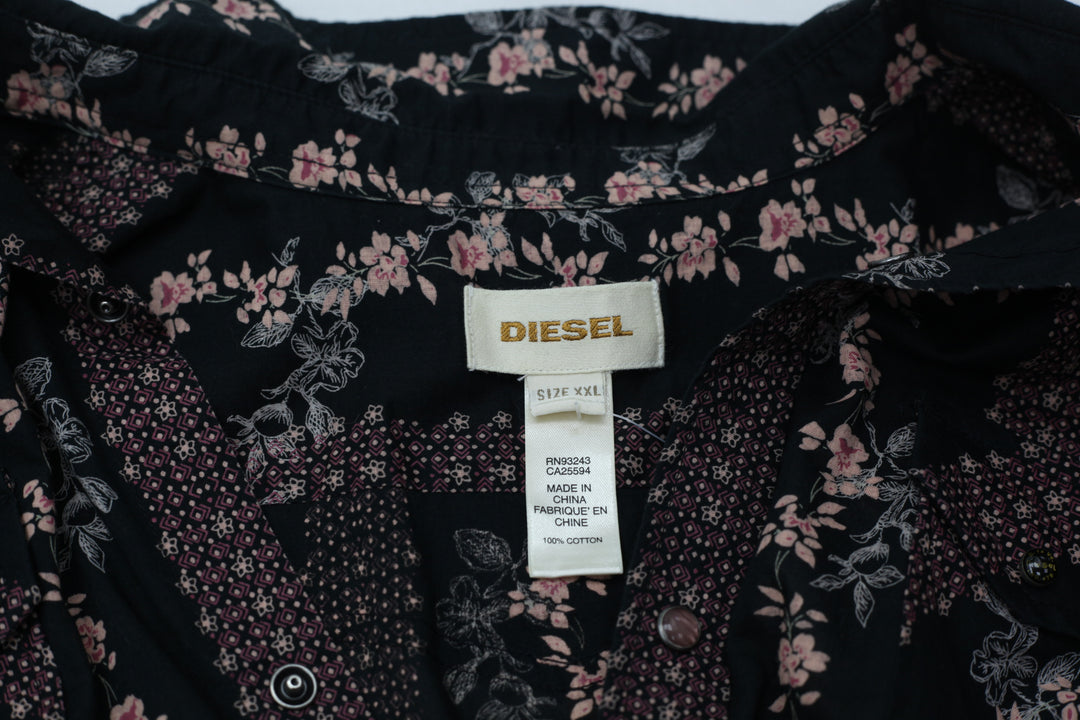 DIESEL
SIZE XXL
RN93243
CA25594
MADE IN
CHINA
FABRIQUE' EN
CHINE
100% COTTON